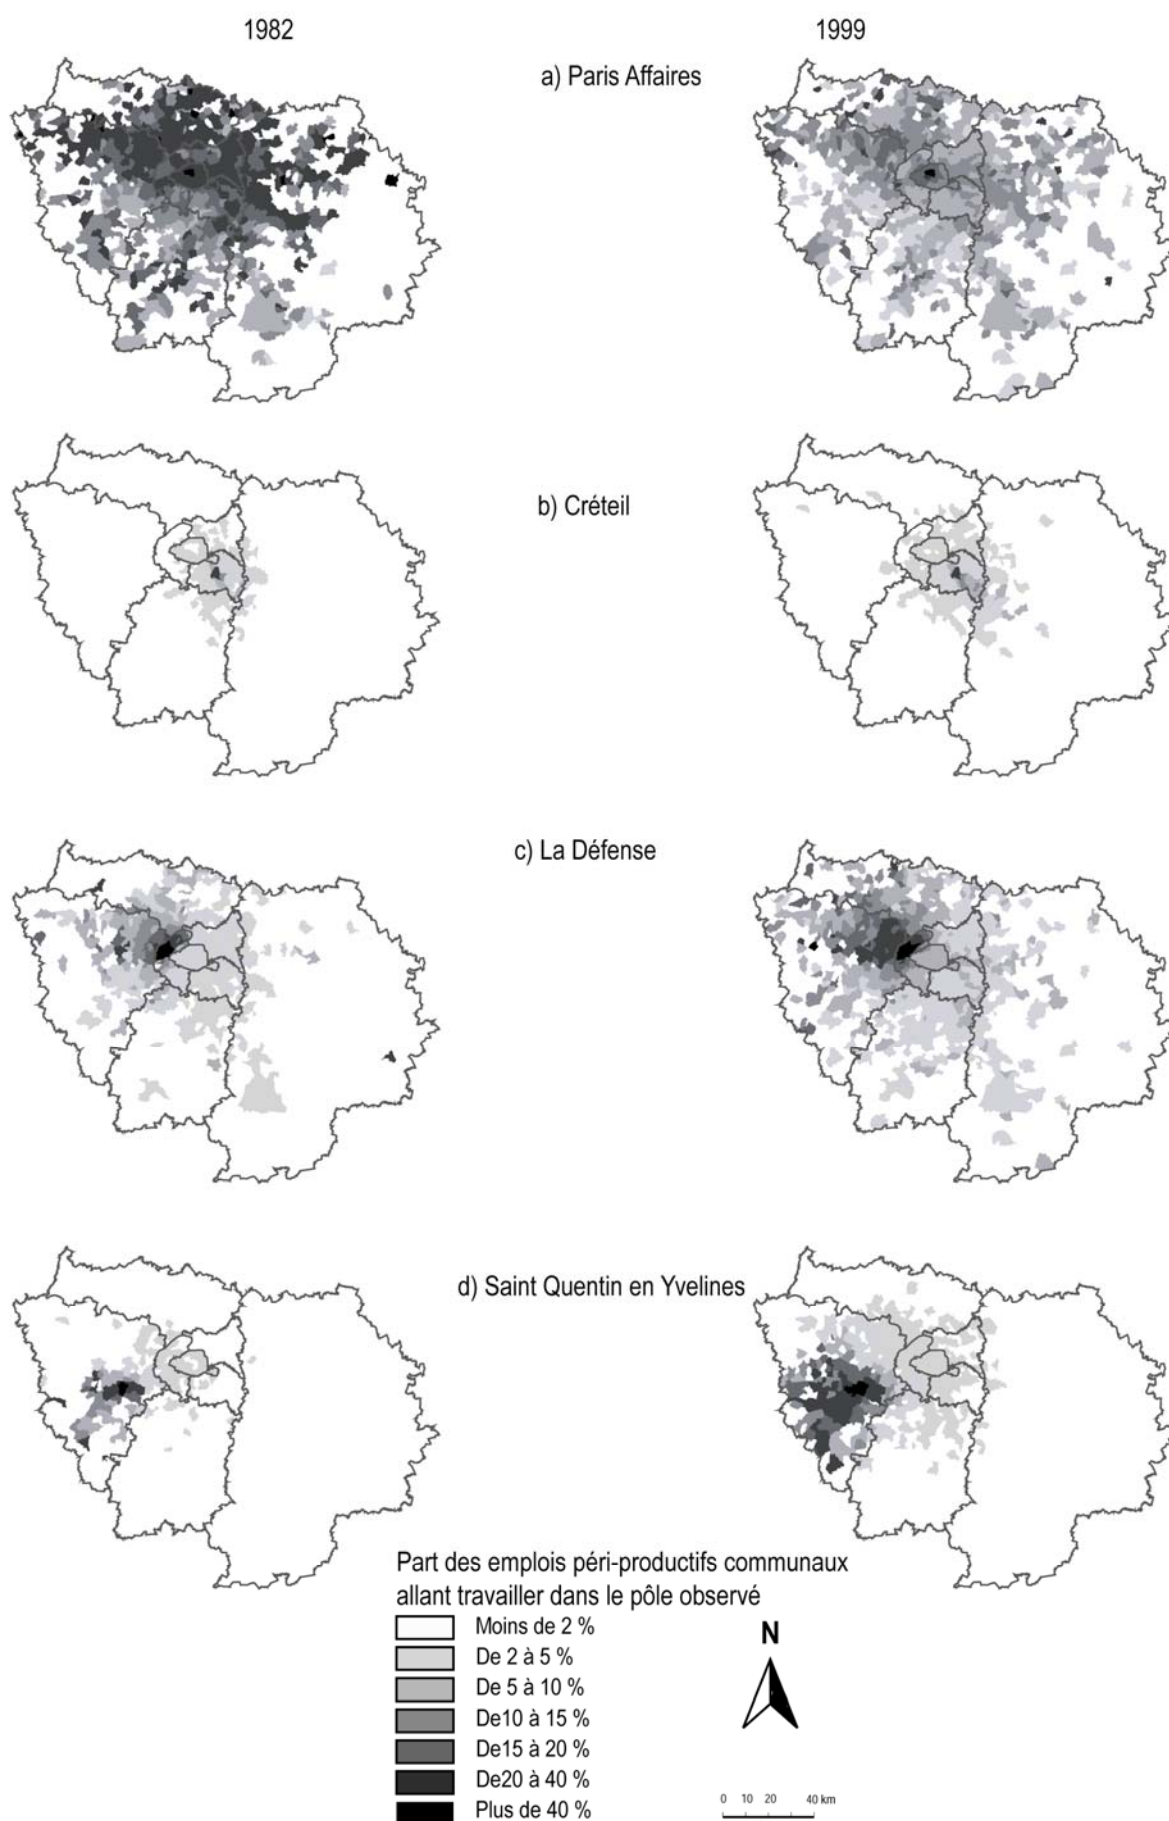 1982
1999
a) Paris Affaires
b) Créteil
c) La Défense
d) Saint Quentin en Yvelines
Part des emplois péri-productifs communaux
allant travailler dans le pôle observé
Moins de 2 %
De 2 à 5 %
De 5 à 10 %
De10 à 15 %
De15 à 20 %
De20 à 40 %
Plus de 40 %
N
0 10 20 40 km